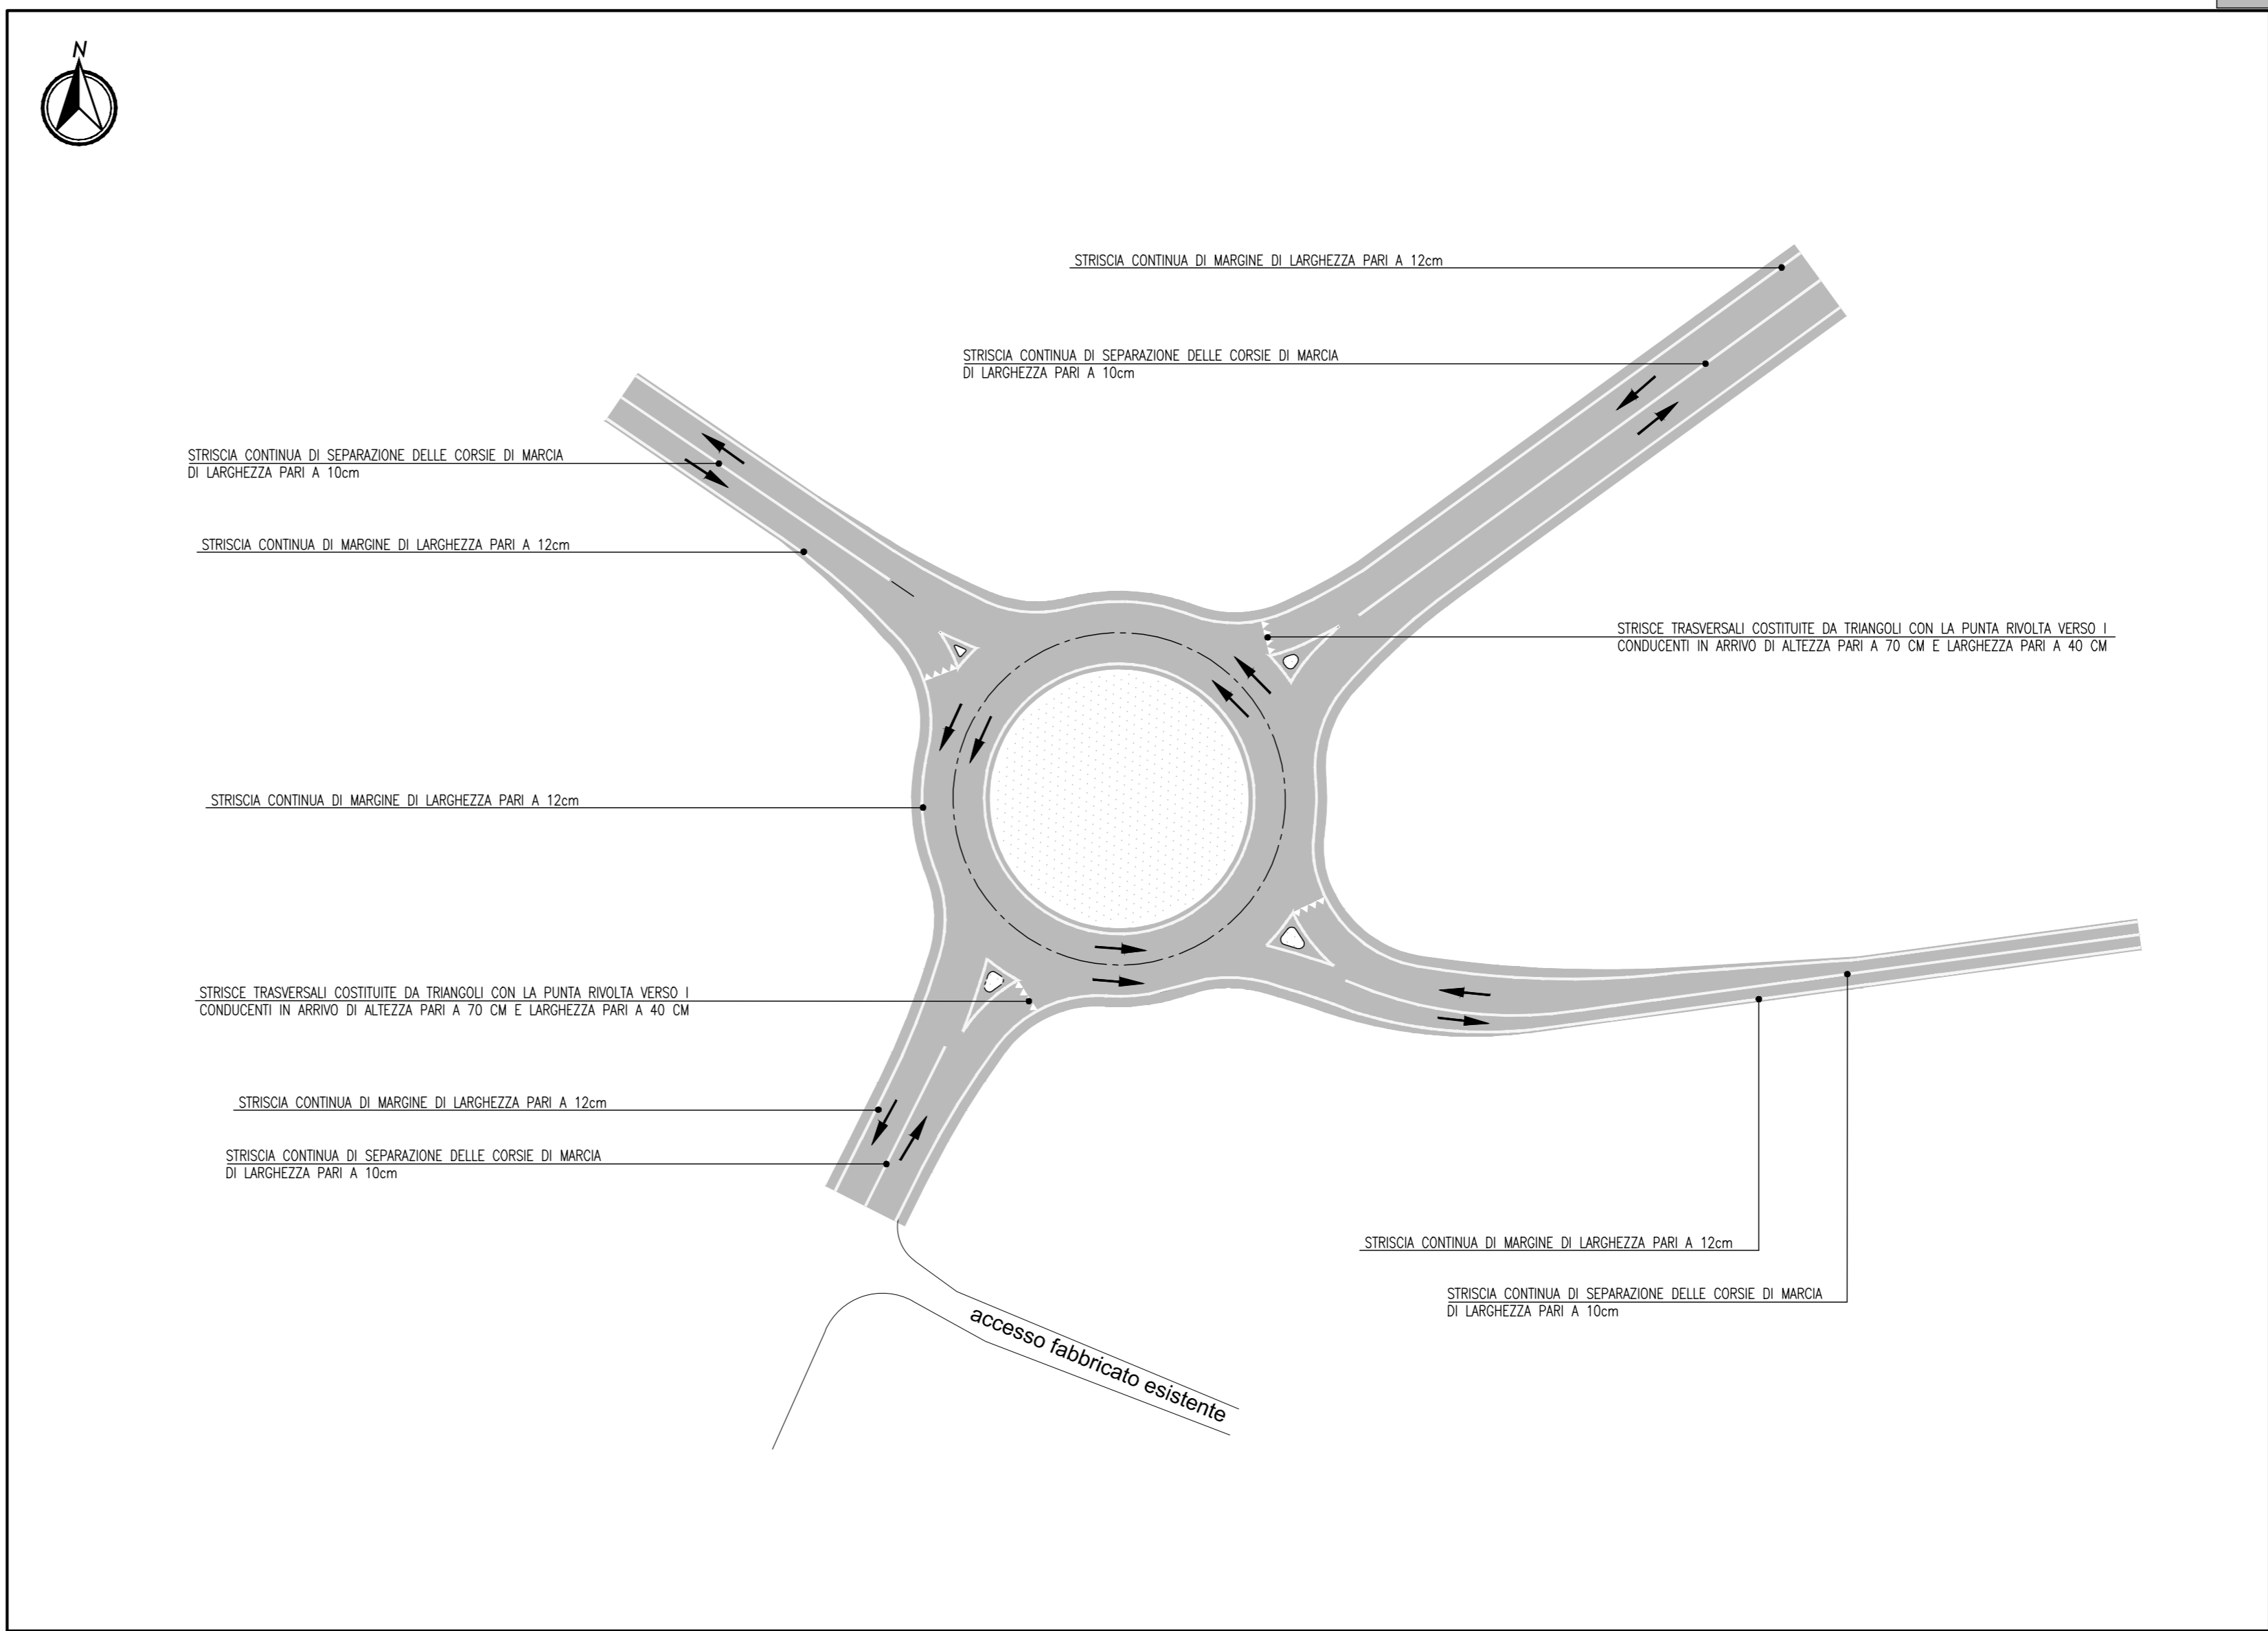 N
STRISCIA CONTINUA DI MARGINE DI LARGHEZZA PARI A 12cm
STRISCIA CONTINUA DI SEPARAZIONE DELLE CORSIE DI MARCIA
DI LARGHEZZA PARI A 10cm
STRISCIA CONTINUA DI SEPARAZIONE DELLE CORSIE DI MARCIA
DI LARGHEZZA PARI A 10cm
STRISCIA CONTINUA DI MARGINE DI LARGHEZZA PARI A 12cm
STRISCE TRASVERSALI COSTITUITE DA TRIANGOLI CON LA PUNTA RIVOLTA VERSO I
CONDUCENTI IN ARRIVO DI ALTEZZA PARI A 70 CM E LARGHEZZA PARI A 40 CM
STRISCIA CONTINUA DI MARGINE DI LARGHEZZA PARI A 12cm
STRISCE TRASVERSALI COSTITUITE DA TRIANGOLI CON LA PUNTA RIVOLTA VERSO I
CONDUCENTI IN ARRIVO DI ALTEZZA PARI A 70 CM E LARGHEZZA PARI A 40 CM
STRISCIA CONTINUA DI MARGINE DI LARGHEZZA PARI A 12cm
STRISCIA CONTINUA DI SEPARAZIONE DELLE CORSIE DI MARCIA
DI LARGHEZZA PARI A 10cm
STRISCIA CONTINUA DI MARGINE DI LARGHEZZA PARI A 12cm
STRISCIA CONTINUA DI SEPARAZIONE DELLE CORSIE DI MARCIA
DI LARGHEZZA PARI A 10cm
accesso fabbricato esistente